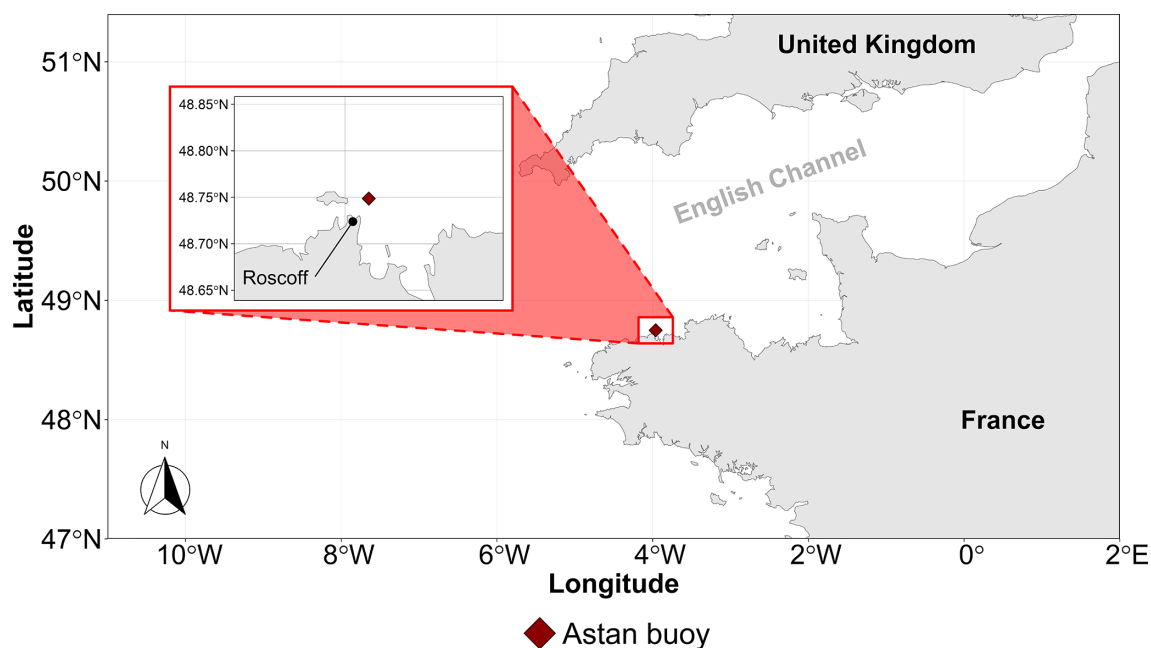 51°N
50°N
49°N
48°N
47°N
Latitude
48.85°N
48.80°N
48.75°N
48.70°N
48.65°N
Roscoff
United Kingdom
English Channel
France
N
10°W
8°W
6°W
4°W
2°W
0°
2°E
Longitude
Astan buoy